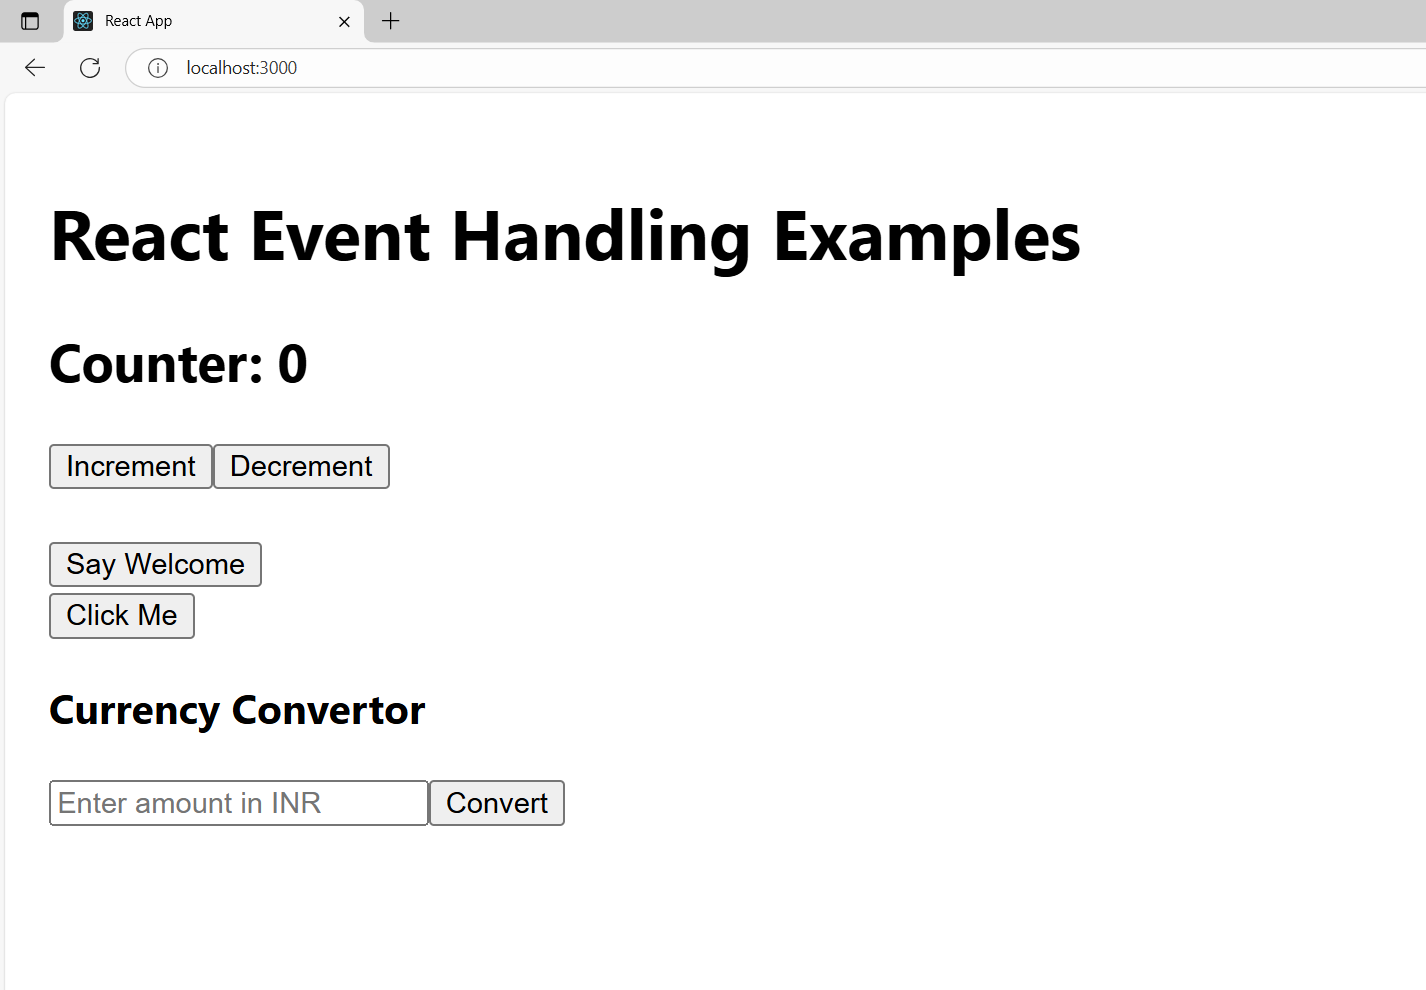 React App
localhost:3000
React Event Handling Examples
Counter: 0
Increment Decrement
Say Welcome
Click Me
Currency Convertor
Enter amount in INR Convert